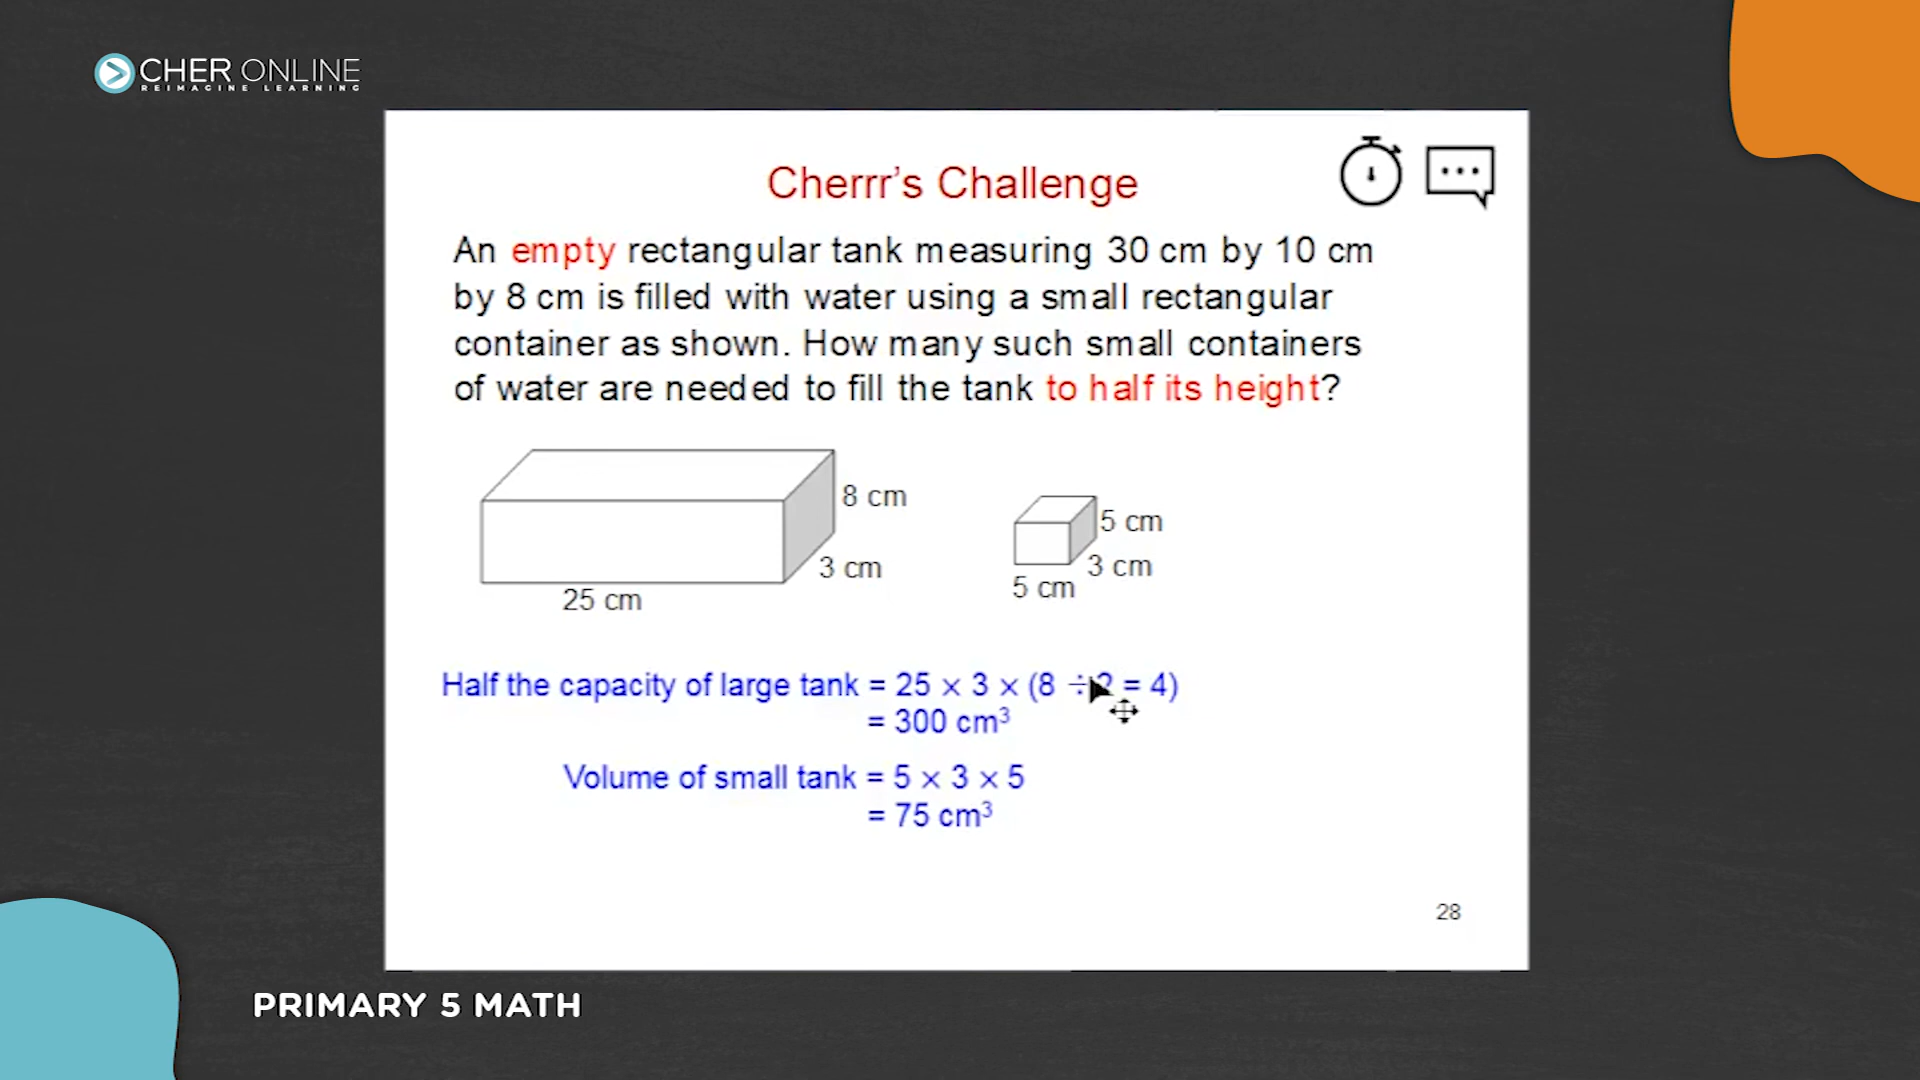 CHER ONLINE
REIMAGINE LEARNING
Cherrr's Challenge
An empty rectangular tank measuring 30 cm by 10 cm
by 8 cm is filled with water using a small rectangular
container as shown. How many such small containers
of water are needed to fill the tank to half its height?
8 cm
3 cm
25 cm
5 cm
3 cm
5 cm
Half the capacity of large tank = 25 × 3 × (8 ÷ 2 = 4)
= 300 cm³
Volume of small tank = 5 × 3 × 5
= 75 cm³
28
PRIMARY 5 MATH